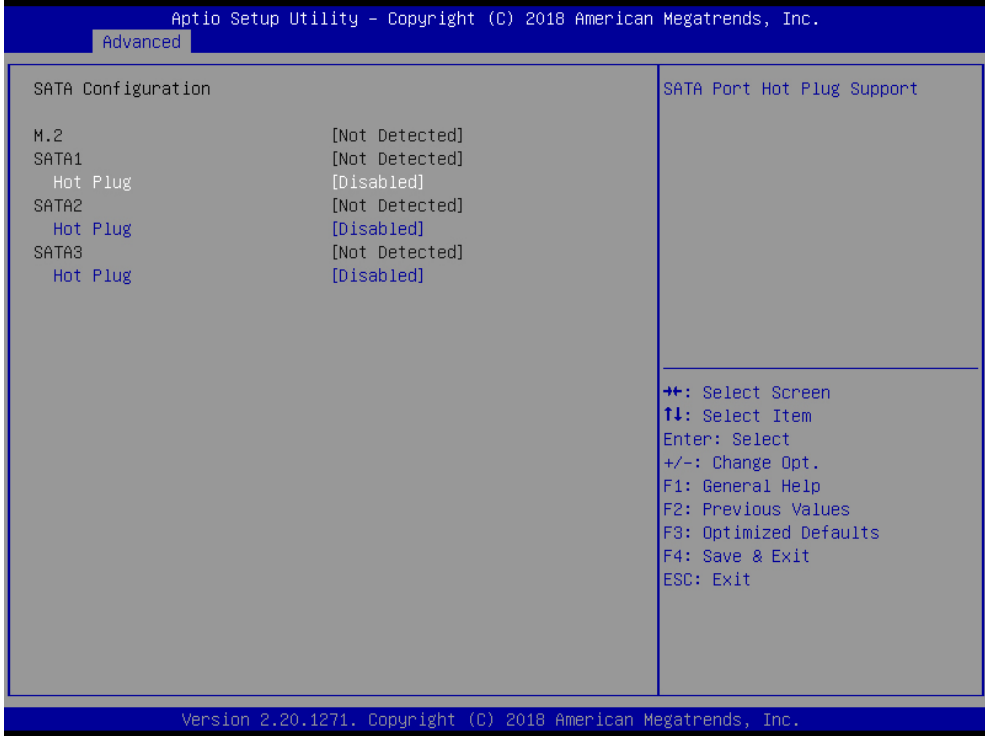 Aptio Setup Utility – Copyright (C) 2018 American Megatrends, Inc.
Advanced
SATA Configuration
M.2 [Not Detected]
SATA1 [Not Detected]
Hot Plug [Disabled]
SATA2 [Not Detected]
Hot Plug [Disabled]
SATA3 [Not Detected]
Hot Plug [Disabled]
SATA Port Hot Plug Support
→←: Select Screen
↑↓: Select Item
Enter: Select
+/-: Change Opt.
F1: General Help
F2: Previous Values
F3: Optimized Defaults
F4: Save & Exit
ESC: Exit
Version 2.20.1271. Copyright (C) 2018 American Megatrends, Inc.